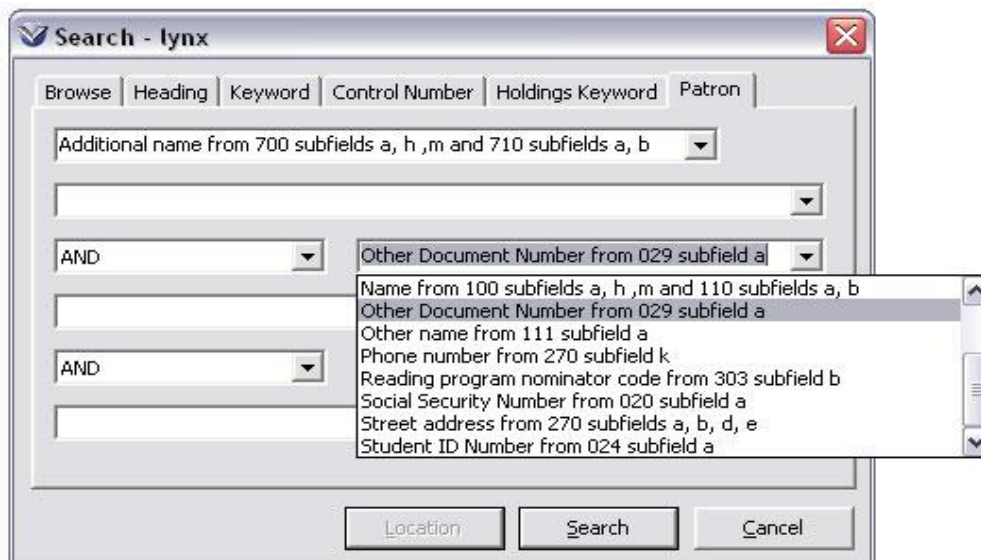 Search - lynx
Browse Heading Keyword Control Number Holdings Keyword Patron
Additional name from 700 subfields a, h ,m and 710 subfields a, b
AND Other Document Number from 029 subfield a
Name from 100 subfields a, h ,m and 110 subfields a, b
Other Document Number from 029 subfield a
Other name from 111 subfield a
Phone number from 270 subfield k
AND
Reading program nominator code from 303 subfield b
Social Security Number from 020 subfield a
Street address from 270 subfields a, b, d, e
Student ID Number from 024 subfield a
Location Search Cancel